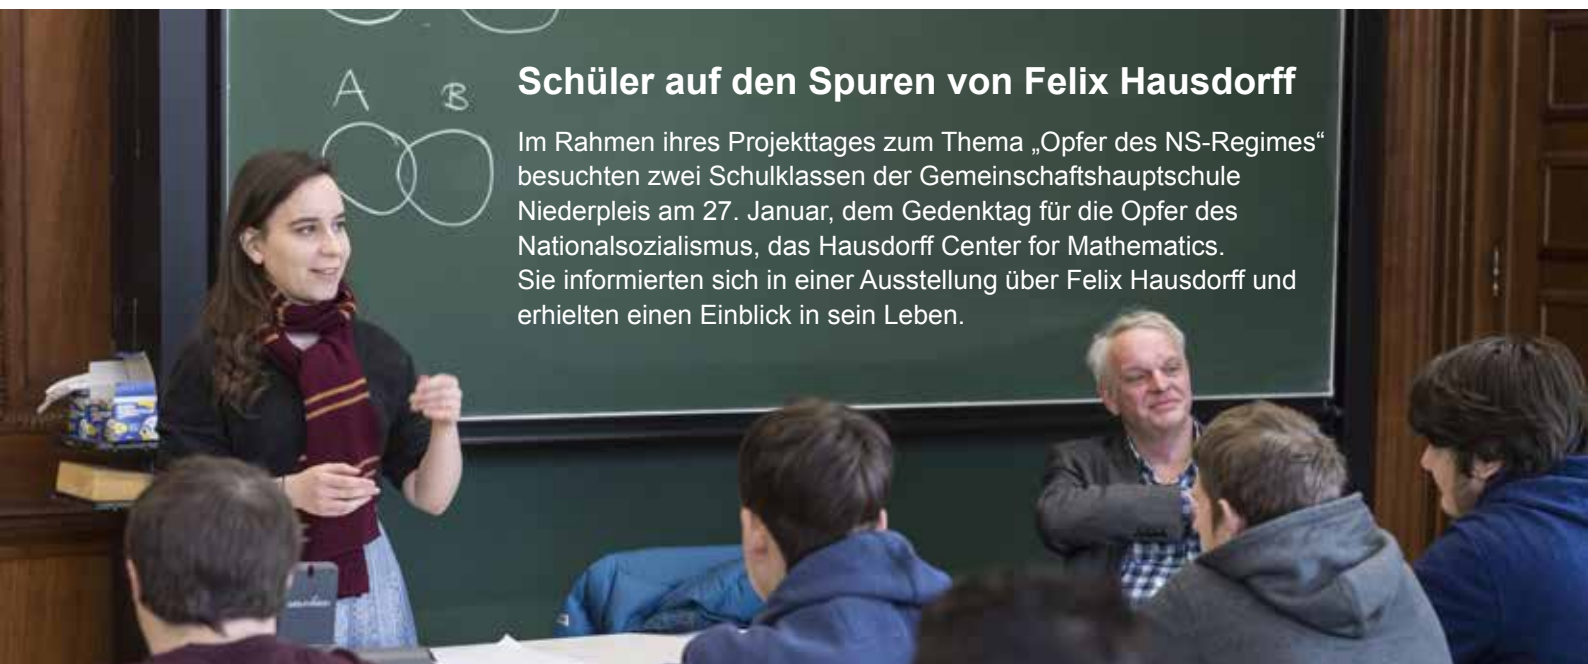 A B
Schüler auf den Spuren von Felix Hausdorff
Im Rahmen ihres Projekttages zum Thema „Opfer des NS-Regimes“
besuchten zwei Schulklassen der Gemeinschaftshauptschule
Niederpleis am 27. Januar, dem Gedenktag für die Opfer des
Nationalsozialismus, das Hausdorff Center for Mathematics.
Sie informierten sich in einer Ausstellung über Felix Hausdorff und
erhielten einen Einblick in sein Leben.